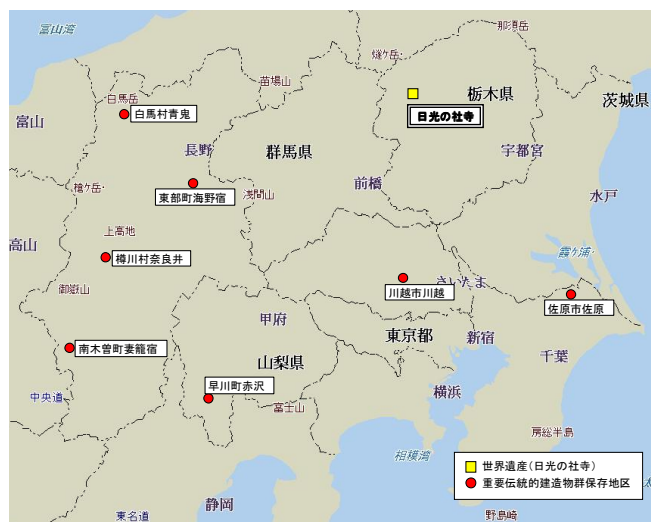 富山湾
那須岳
燧ケ岳
苗場山
白馬岳
栃木県
茨城県
白馬村青鬼
日光の社寺
富山
長野
群馬県
宇都宮
前橋
槍ケ岳
東部町海野宿
浅間山
水戸
上高地
高山
楢川村奈良井
霞ケ浦
御嶽山
川越市川越
さいたま
佐原市佐原
甲府
東京都
新宿
南木曽町妻籠宿
山梨県
千葉
中央道
早川町赤沢
横浜
富士山
房総半島
相模湾
世界遺産(日光の社寺)
重要伝統的建造物群保存地区
静岡
東名道
野島崎
太